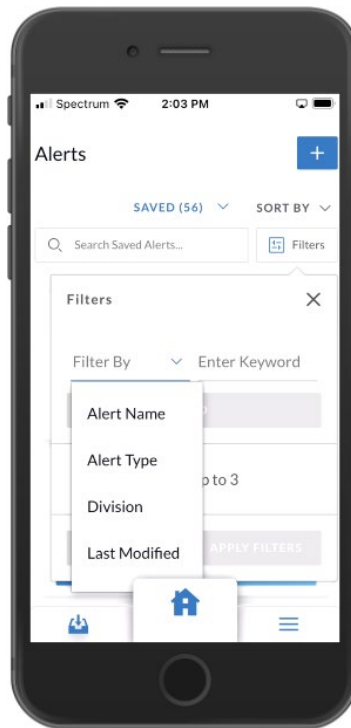 Spectrum 2:03 PM
Alerts
+
SAVED (56) SORT BY
Search Saved Alerts... Filters
Filters
Filter By Enter Keyword
Alert Name
Alert Type
to 3
Division
Last Modified APPLY FILTERS